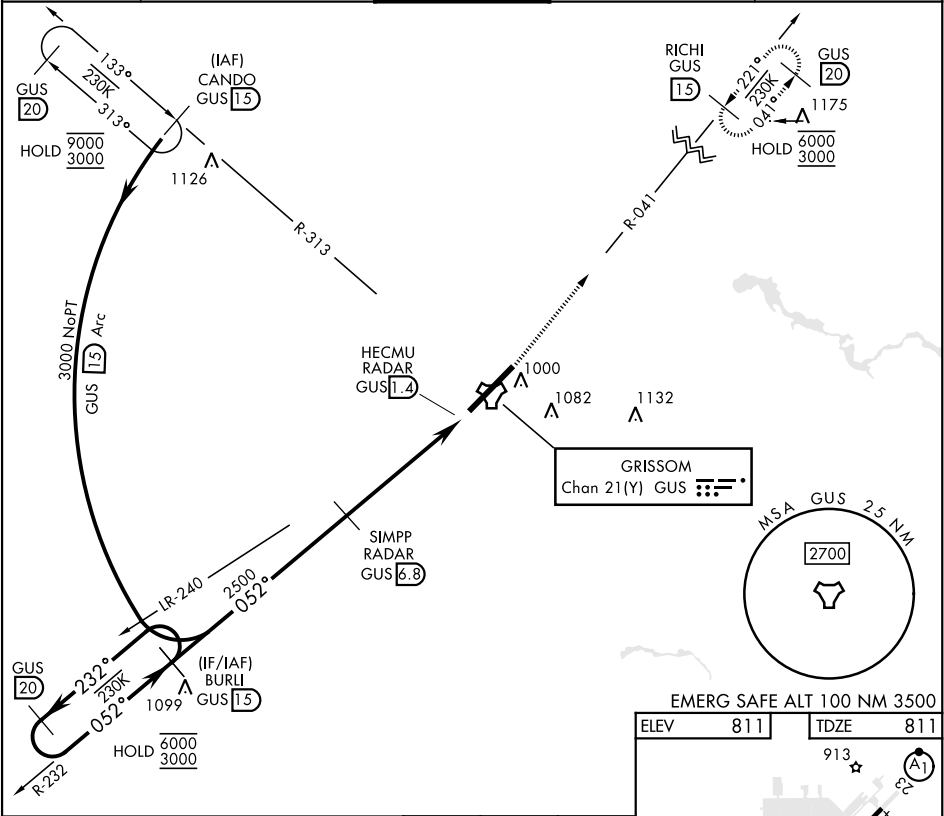 133°
230K
313°
GUS
20
HOLD 9000
3000
(IAF)
CANDO
GUS 15
1126
R-313
RICHI
GUS
15
221°
230K
041°
GUS
20
1175
HOLD 6000
3000
R-041
3000 NoPT
GUS 15 Arc
HECMU
RADAR
GUS 1.4
1000
1082
1132
GRISSOM
Chan 21(Y) GUS
SIMPP
RADAR
GUS 6.8
MSA GUS 25 NM
2700
LR-240
2500
052°
GUS
20
232°
230K
052°
1099
(IF/IAF)
BURLI
GUS 15
HOLD 6000
3000
R-232
EMERG SAFE ALT 100 NM 3500
ELEV 811
TDZE 811
913
A1
23